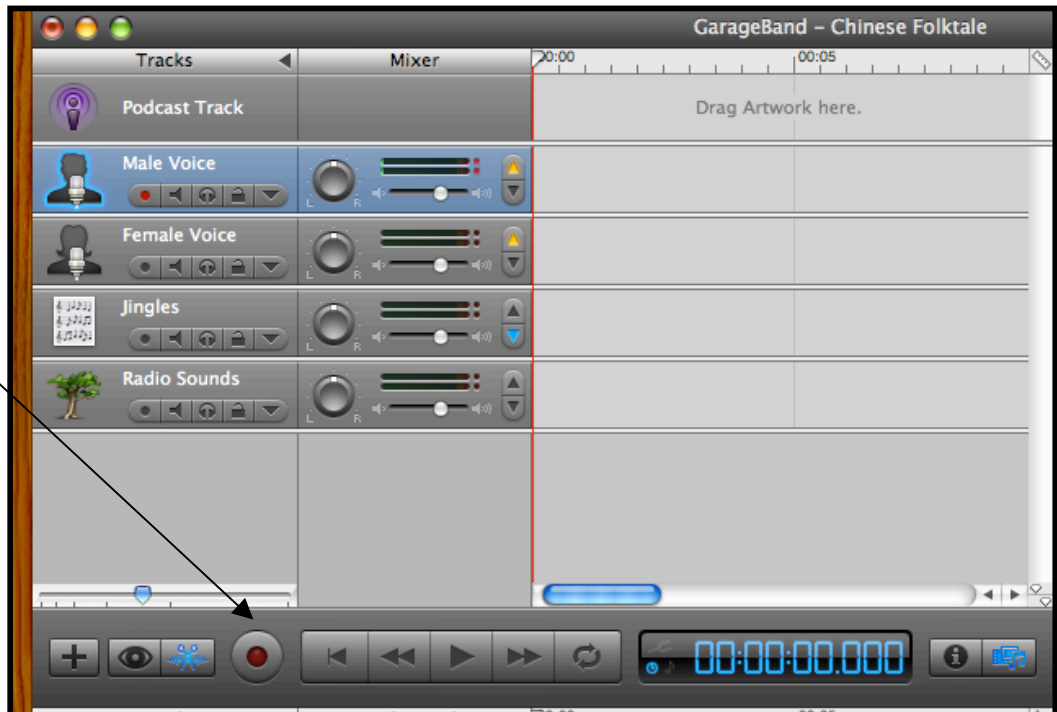 GarageBand – Chinese Folktale
Tracks Mixer 00:00 00:05
Podcast Track Drag Artwork here.
Male Voice
L R
Female Voice
L R
Jingles
L R
Radio Sounds
L R
00:00:00.000